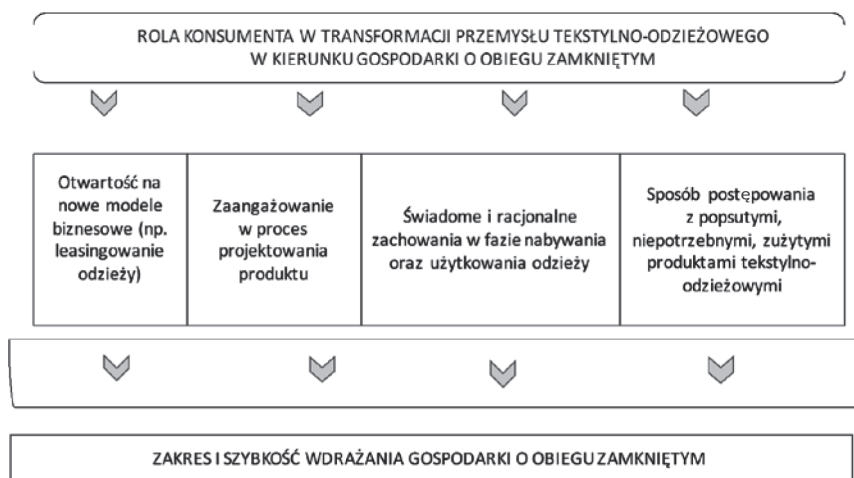 ROLA KONSUMENTA W TRANSFORMACJI PRZEMYSŁU TEKSTYLNO-ODZIEŻOWEGO
W KIERUNKU GOSPODARKI O OBIEGU ZAMKNIĘTYM
Otwartość na
nowe modele
biznesowe (np.
leasingowanie
odzieży)
Zaangażowanie
w proces
projektowania
produktu
Świadome i racjonalne
zachowania w fazie nabywania
oraz użytkowania odzieży
Sposób postępowania
z popsutymi,
niepotrzebnymi, zużytymi
produktami tekstylno-
odzieżowymi
ZAKRES I SZYBKOŚĆ WDRAŻANIA GOSPODARKI O OBIEGU ZAMKNIĘTYM